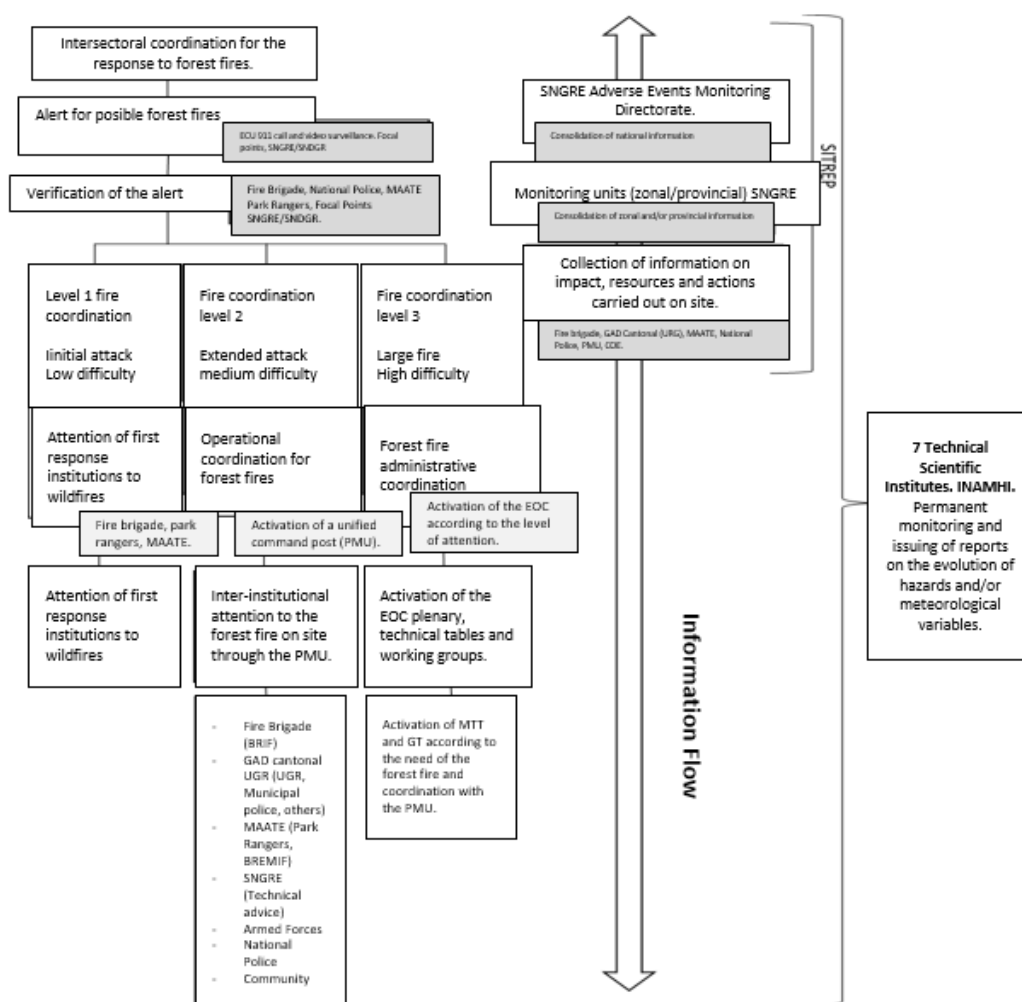 Intersectoral coordination for the
response to forest fires.
Alert for posible forest fires
ECU 911 call and video surveillance. Focal
points, SNGRE/SNDGR
Verification of the alert
Fire Brigade, National Police, MAATE
Park Rangers, Focal Points
SNGRE/SNDGR.
Level 1 fire
coordination
Iinitial attack
Low difficulty
Fire coordination
level 2
Extended attack
medium difficulty
Fire coordination
level 3
Large fire
High difficulty
Attention of first
response
institutions to
wildfires
Fire brigade, park
rangers, MAATE.
Operational
coordination for
forest fires
Activation of a unified
command post (PMU).
Forest fire
administrative
coordination
Activation of the EOC
according to the level
of attention.
Attention of first
response
institutions to
wildfires
Inter-institutional
attention to the
forest fire on site
through the PMU.
Activation of the
EOC plenary,
technical tables and
working groups.
- Fire Brigade
(BRIF)
- GAD cantonal
UGR (UGR,
Municipal
police, others)
- MAATE (Park
Rangers,
BREMIF)
- SNGRE
(Technical
advice)
- Armed Forces
- National
Police
- Community
Activation of MTT
and GT according to
the need of the
forest fire and
coordination with
the PMU.
SNGRE Adverse Events Monitoring
Directorate.
Consolidation of national information
Monitoring units (zonal/provincial) SNGRE
Consolidation of zonal and/or provincial information
Collection of information on
impact, resources and actions
carried out on site.
Fire brigade, GAD Cantonal (URG), MAATE, National
Police, PMU, COE.
SITREP
Information Flow
7 Technical
Scientific
Institutes. INAMHI.
Permanent
monitoring and
issuing of reports
on the evolution of
hazards and/or
meteorological
variables.